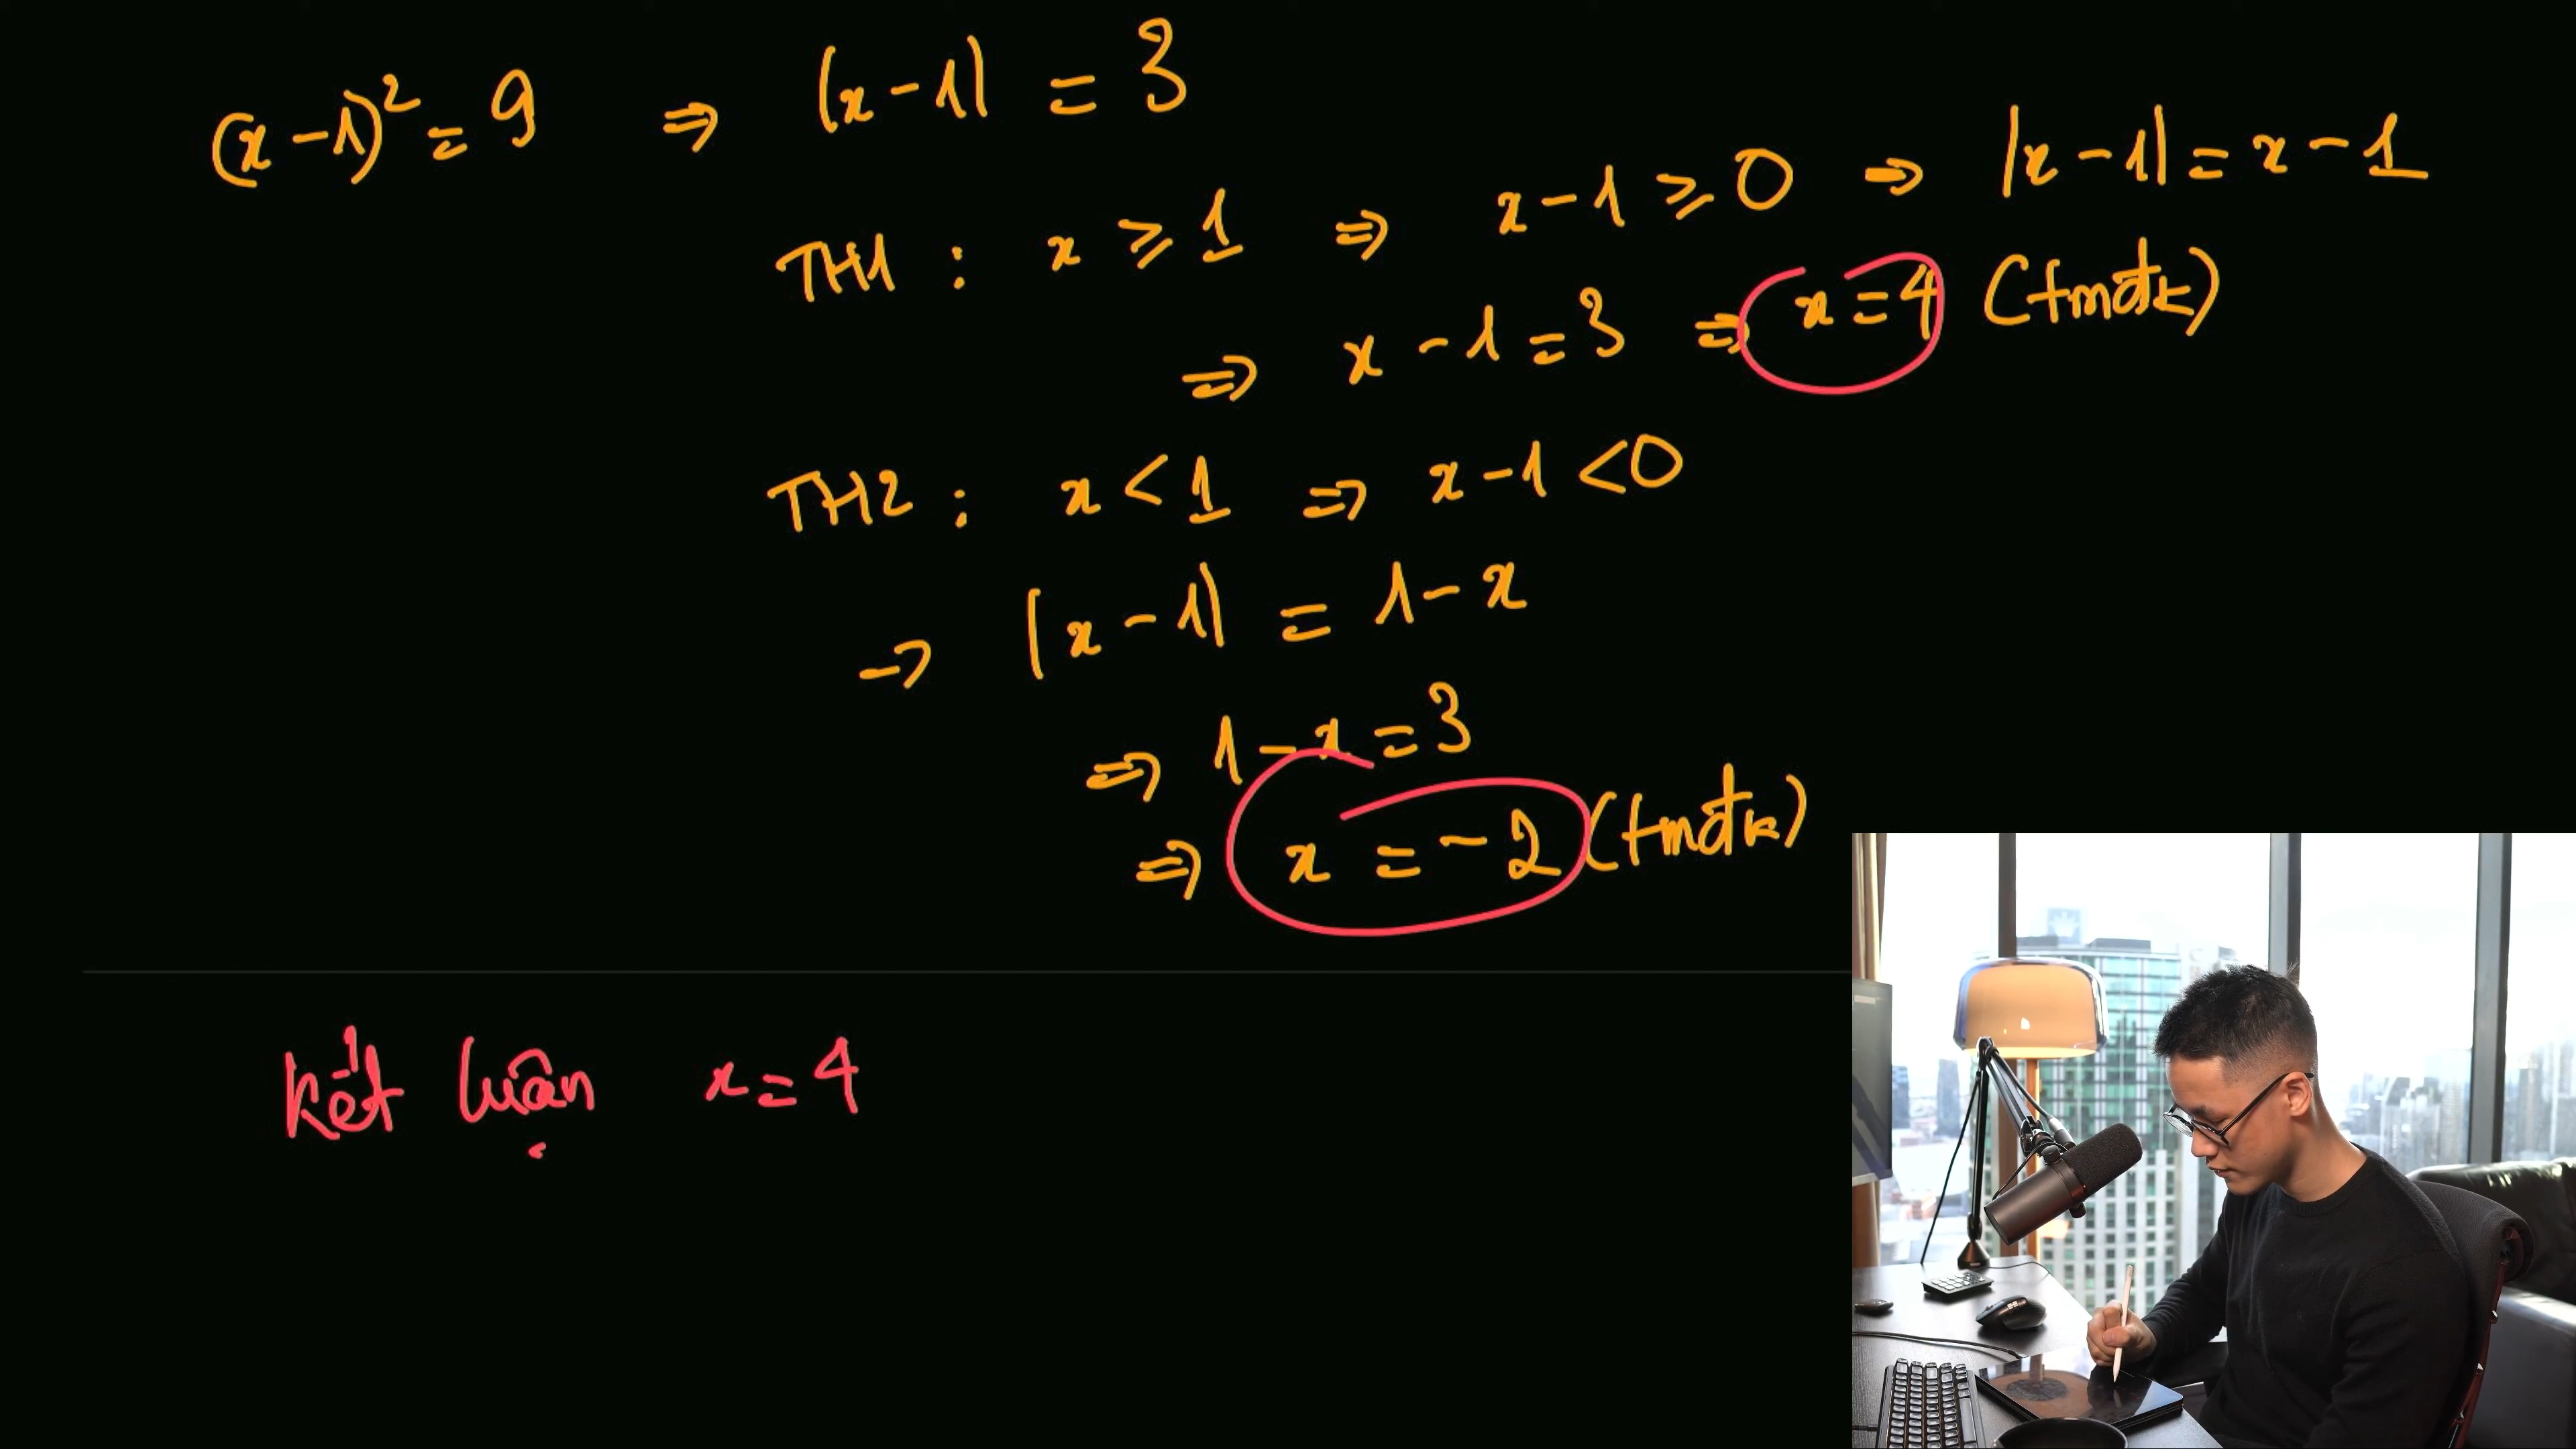 (x-1)² = 9 ⇒ |x-1| = 3
TH1 : x ≥ 1 ⇒ x-1 ≥ 0 ⇒ |x-1| = x-1
⇒ x-1=3 ⇒ x=4 (tmđk)
TH2 : x < 1 ⇒ x-1 < 0
→ |x-1| = 1-x
⇒ 1-x=3
⇒ x = -2 (tmđk)
kết luận x=4